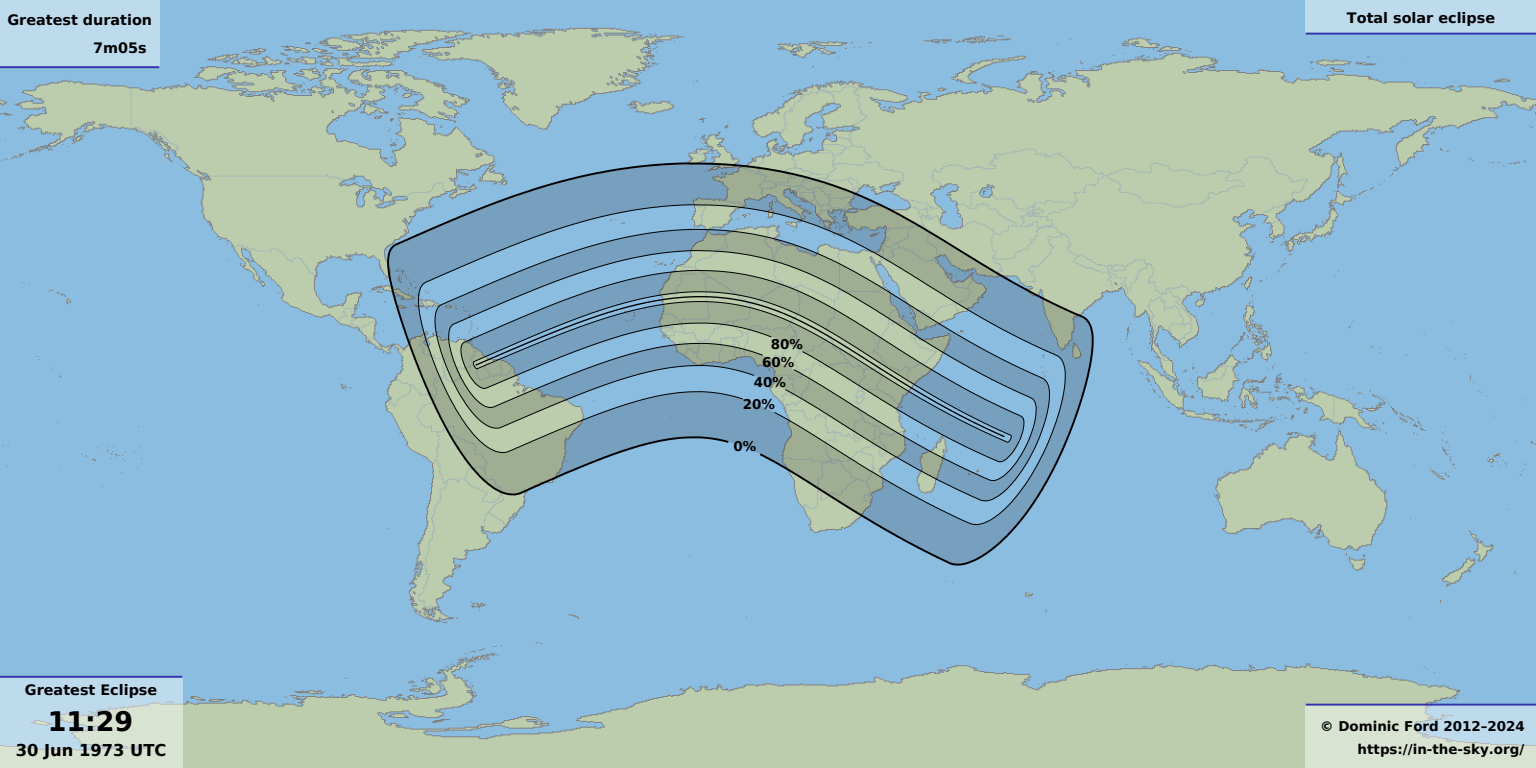 Greatest duration
7m05s
Total solar eclipse
80%
60%
40%
20%
0%
Greatest Eclipse
11:29
30 Jun 1973 UTC
© Dominic Ford 2012–2024
https://in-the-sky.org/